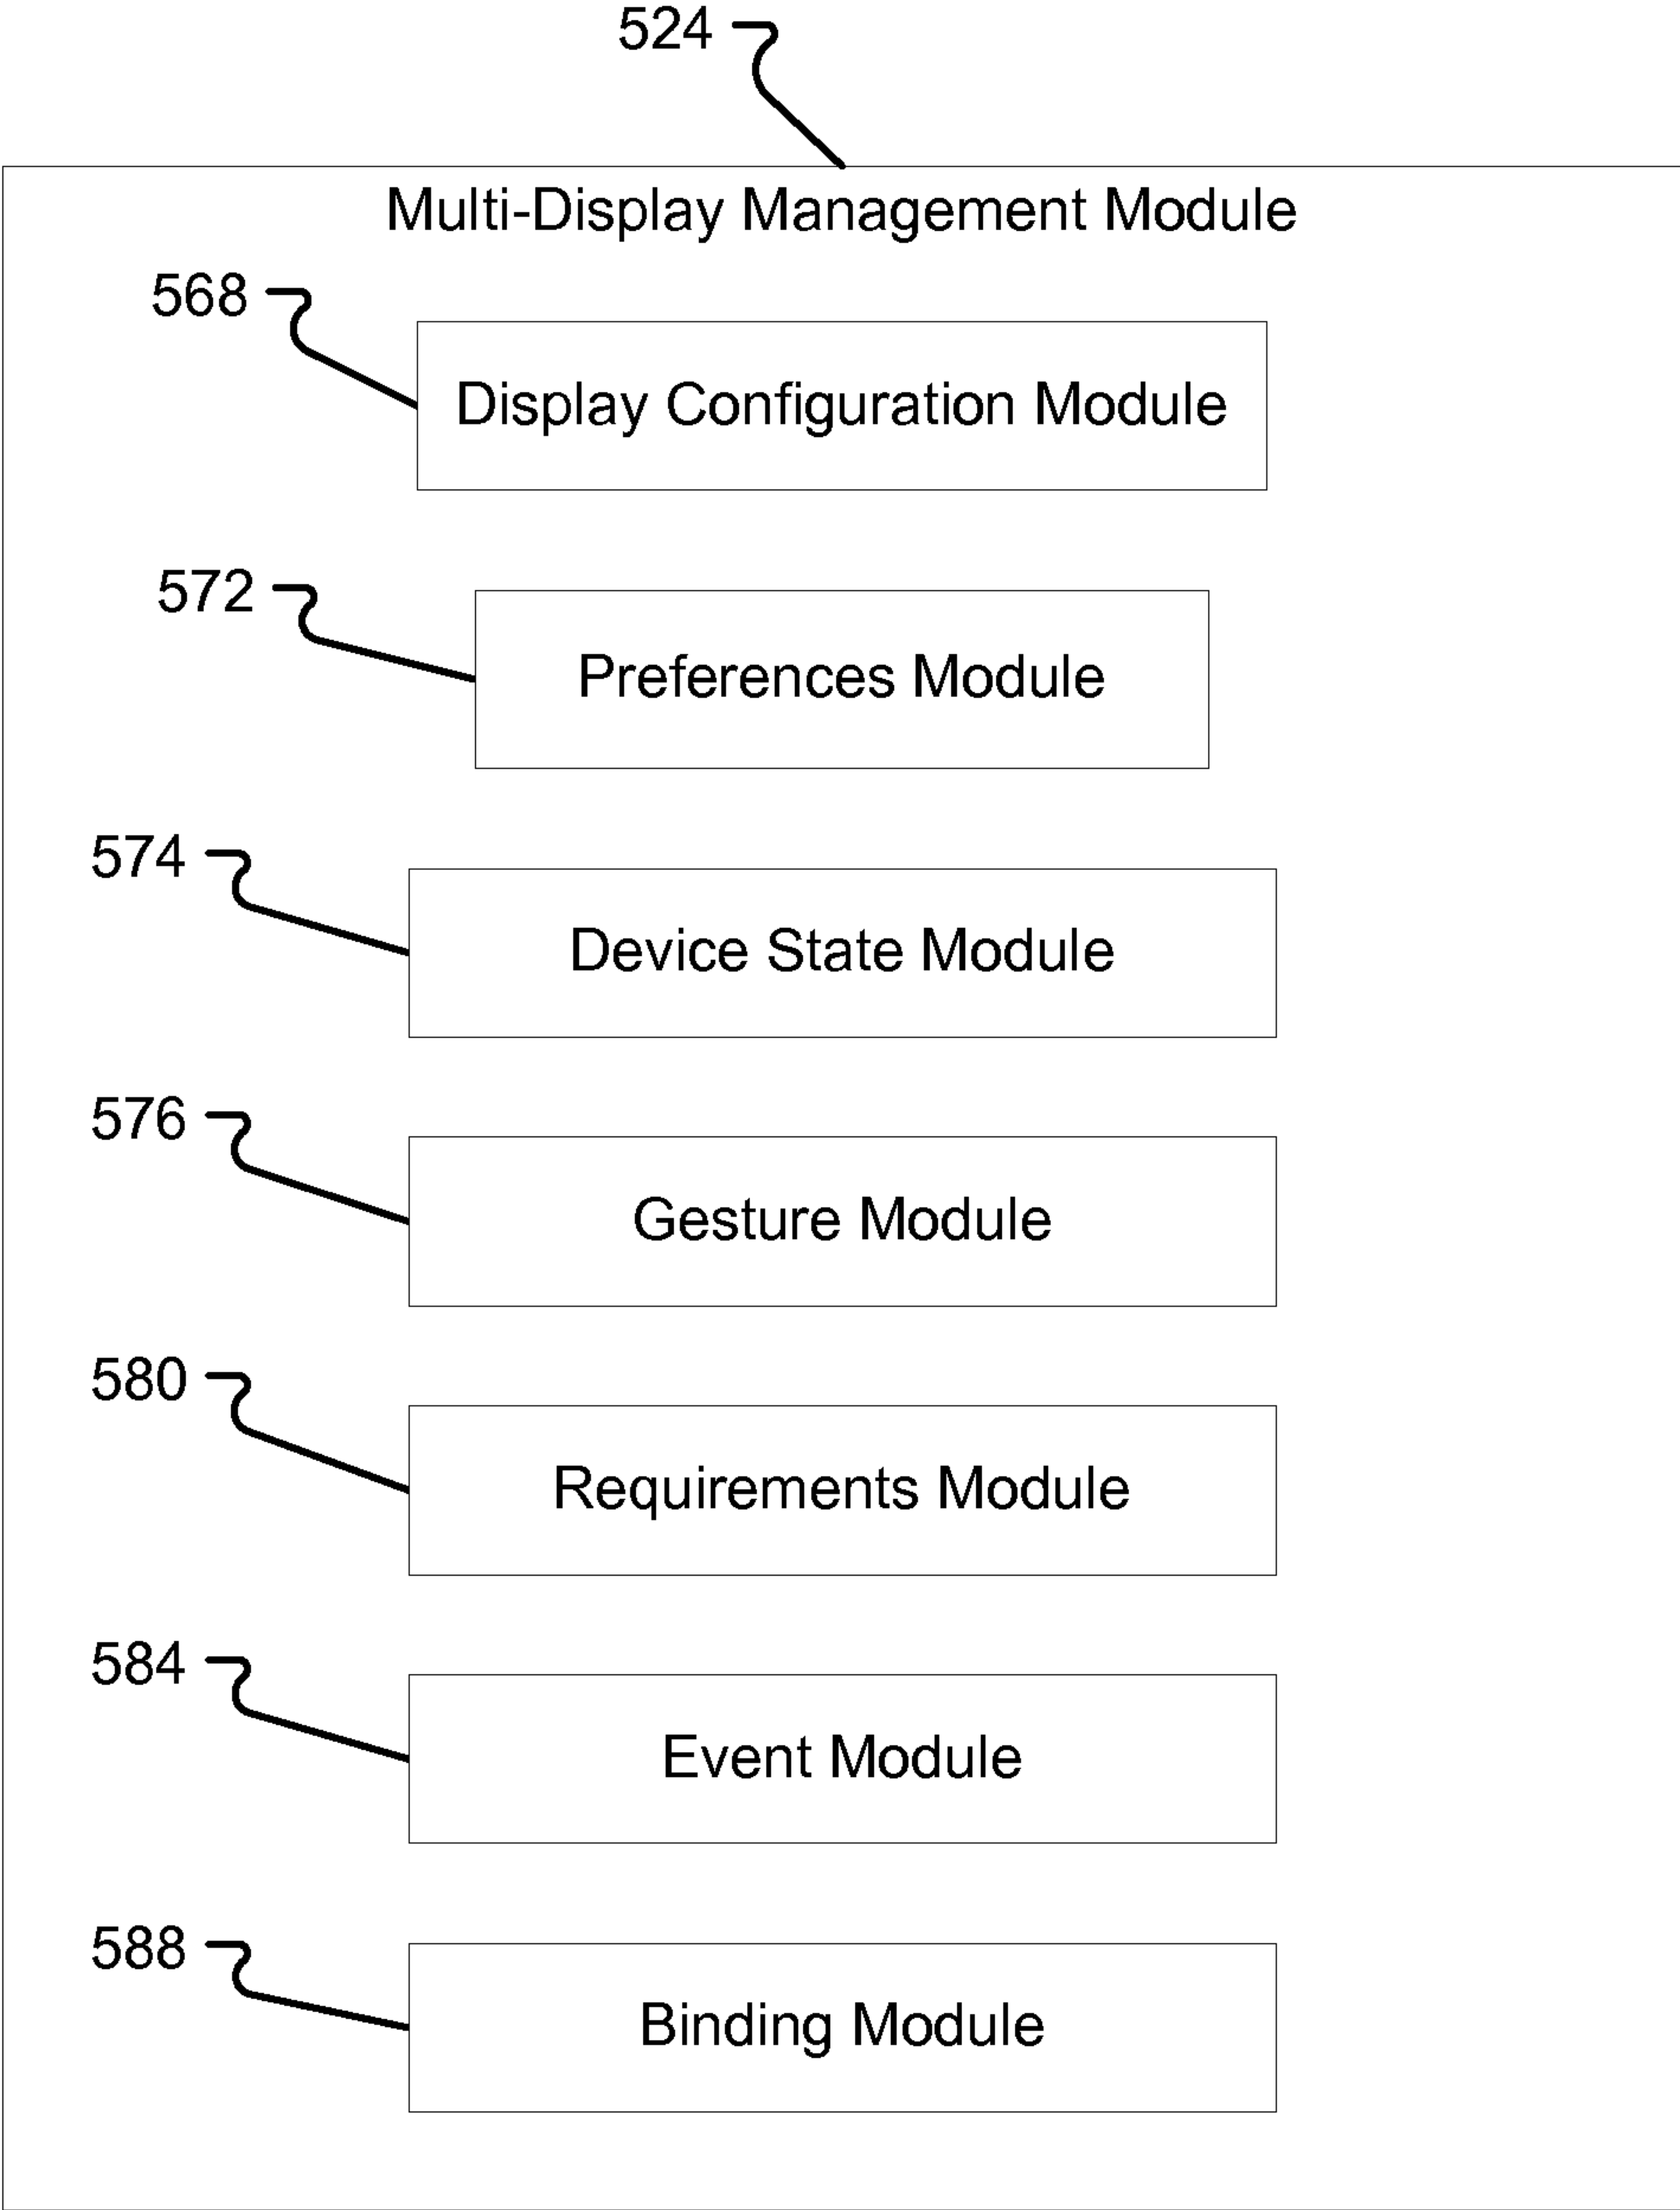 524
Multi-Display Management Module
568
Display Configuration Module
572
Preferences Module
574
Device State Module
576
Gesture Module
580
Requirements Module
584
Event Module
588
Binding Module